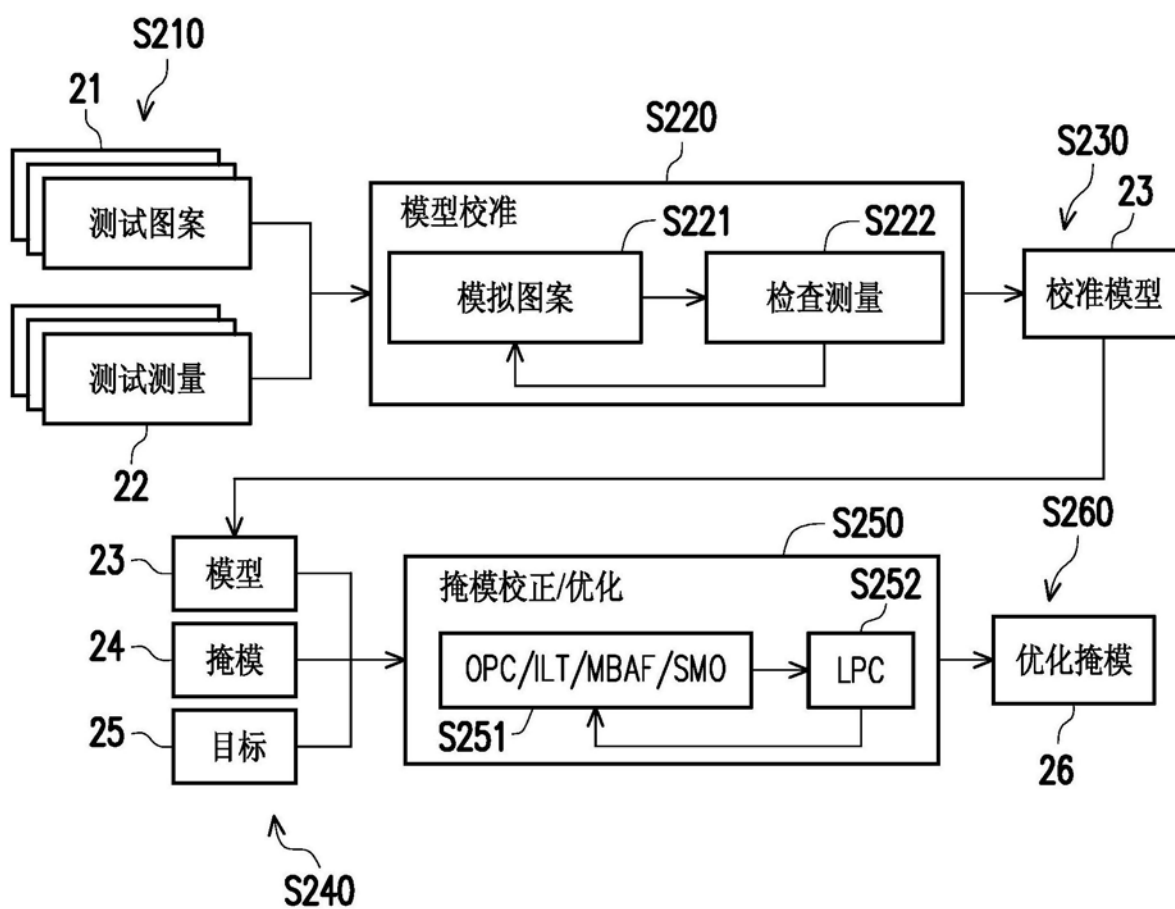 S210
21
测试图案
测试测量
22
S220
模型校准
S221
模拟图案
S222
检查测量
S230
23
校准模型
23
模型
24
掩模
25
目标
S240
S250
掩模校正/优化
OPC/ILT/MBAF/SMO
S251
S252
LPC
S260
优化掩模
26